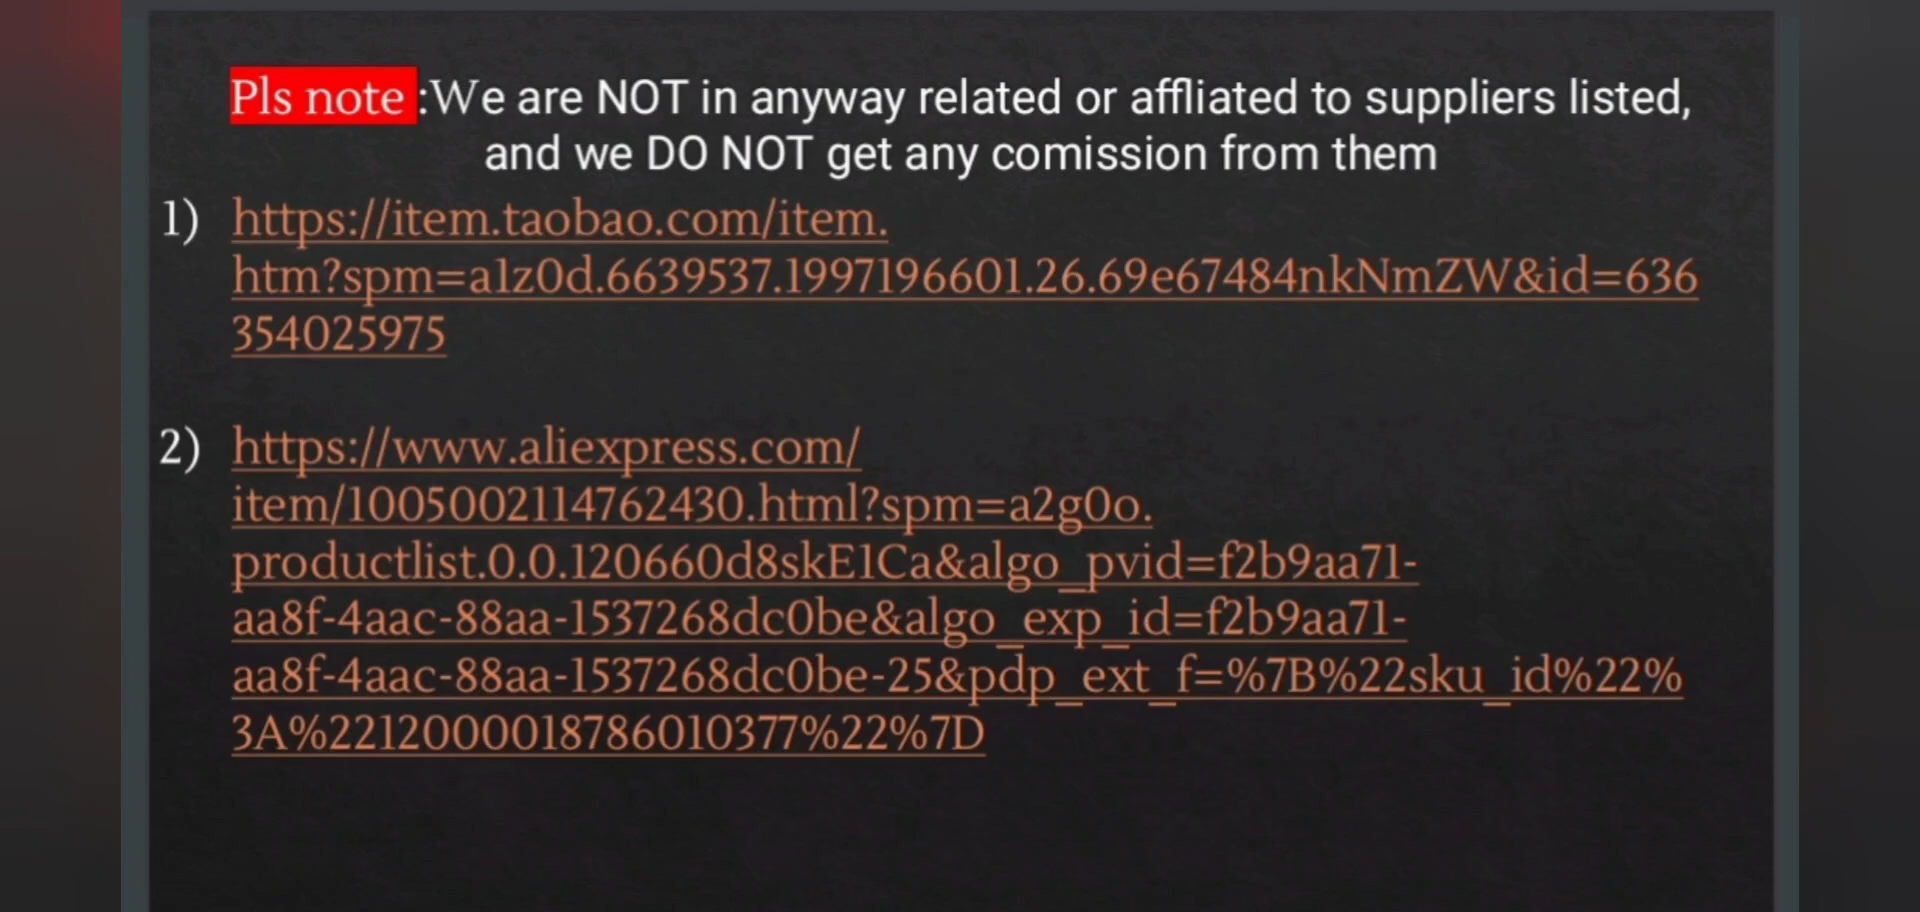 Pls note :We are NOT in anyway related or affliated to suppliers listed,
and we DO NOT get any comission from them
1) https://item.taobao.com/item.
htm?spm=a1z0d.6639537.1997196601.26.69e67484nkNmZW&id=636
354025975
2) https://www.aliexpress.com/
item/1005002114762430.html?spm=a2g0o.
productlist.0.0.120660d8skE1Ca&algo_pvid=f2b9aa71-
aa8f-4aac-88aa-1537268dc0be&algo_exp_id=f2b9aa71-
aa8f-4aac-88aa-1537268dc0be-25&pdp_ext_f=%7B%22sku_id%22%
3A%2212000018786010377%22%7D